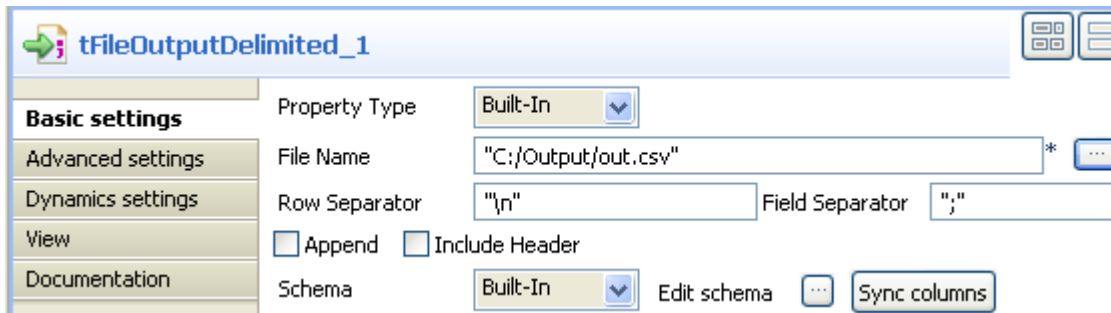 tFileOutputDelimited_1
Basic settings
Advanced settings
Dynamics settings
View
Documentation
Property Type Built-In
File Name "C:/Output/out.csv" * ...
Row Separator "\n" Field Separator ";"
Append Include Header
Schema Built-In Edit schema ... Sync columns